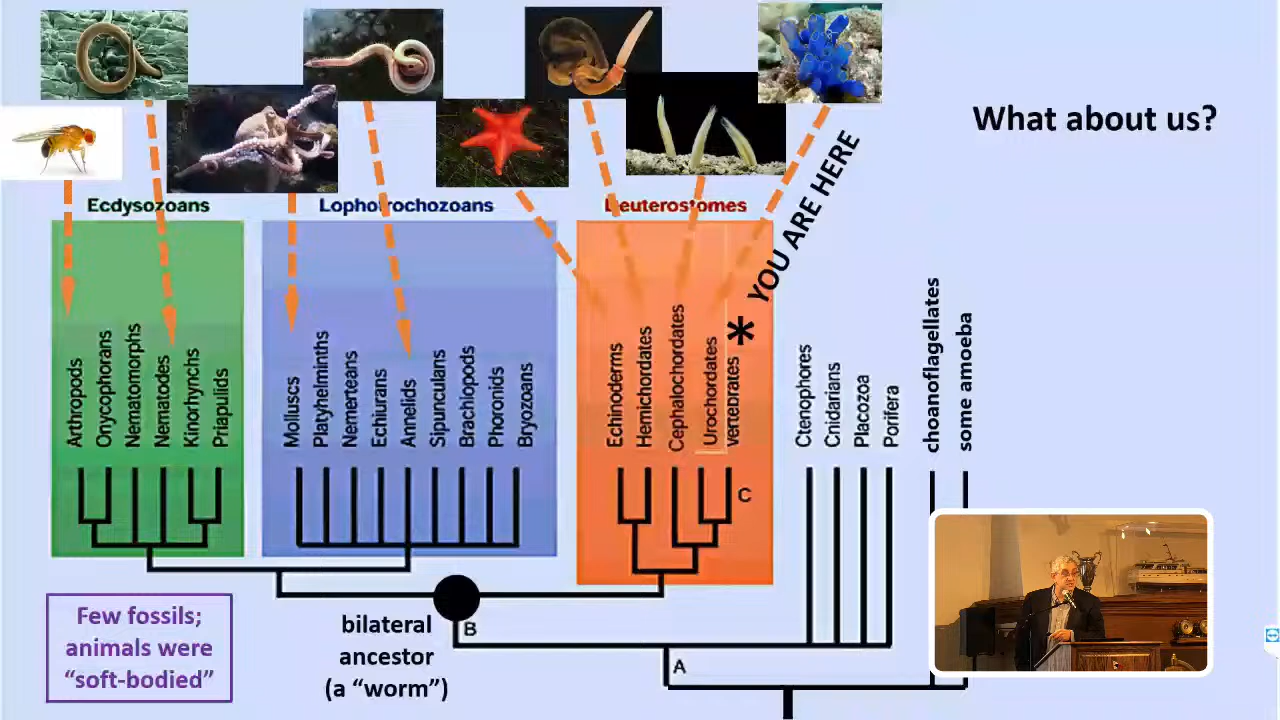 What about us?
YOU ARE HERE
Ecdysozoans
Lophotrochozoans
Deuterostomes
*
Arthropods
Onycophorans
Nematomorphs
Nematodes
Kinorhynchs
Priapulids
Molluscs
Platyhelminths
Nemerteans
Echiurans
Annelids
Sipunculans
Brachiopods
Phoronids
Bryozoans
Echinoderms
Hemichordates
Cephalochordates
Urochordates
vertebrates
Ctenophores
Cnidarians
Placozoa
Porifera
choanoflagellates
some amoeba
C
B
A
bilateral
ancestor
(a “worm”)
Few fossils;
animals were
“soft-bodied”